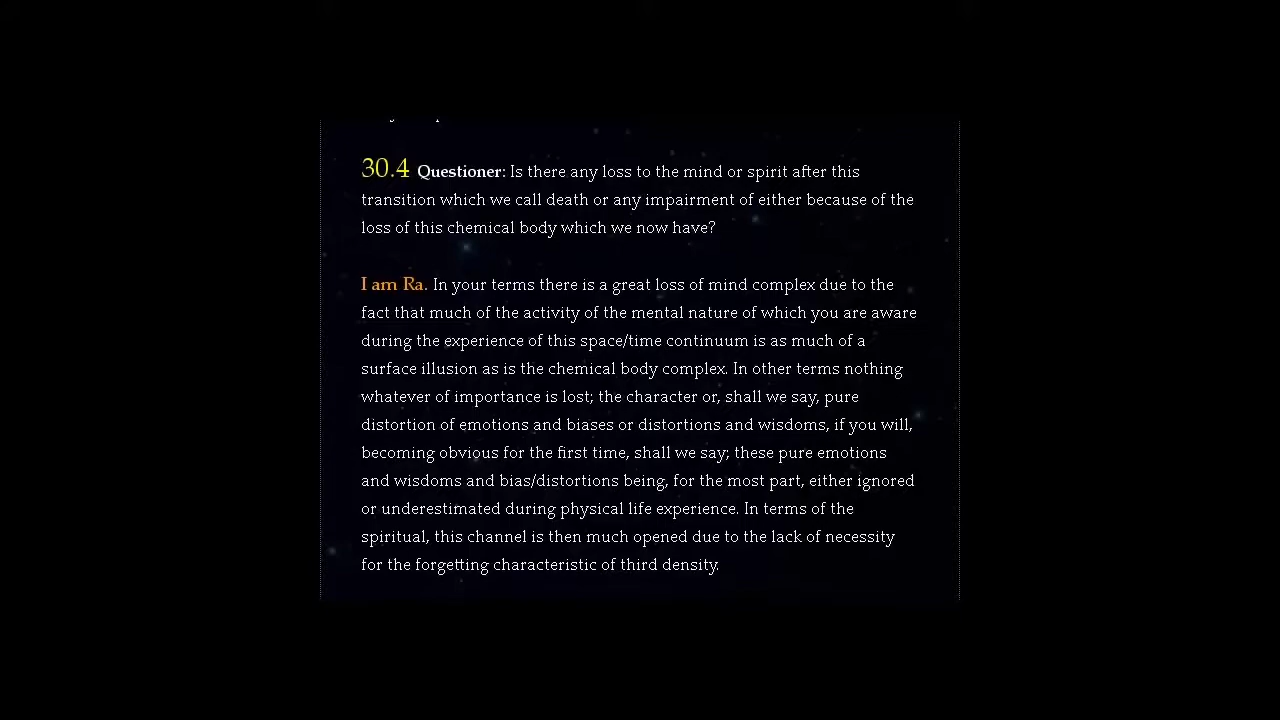 30.4 Questioner: Is there any loss to the mind or spirit after this
transition which we call death or any impairment of either because of the
loss of this chemical body which we now have?
I am Ra. In your terms there is a great loss of mind complex due to the
fact that much of the activity of the mental nature of which you are aware
during the experience of this space/time continuum is as much of a
surface illusion as is the chemical body complex. In other terms nothing
whatever of importance is lost; the character or, shall we say, pure
distortion of emotions and biases or distortions and wisdoms, if you will,
becoming obvious for the first time, shall we say; these pure emotions
and wisdoms and bias/distortions being, for the most part, either ignored
or underestimated during physical life experience. In terms of the
spiritual, this channel is then much opened due to the lack of necessity
for the forgetting characteristic of third density.